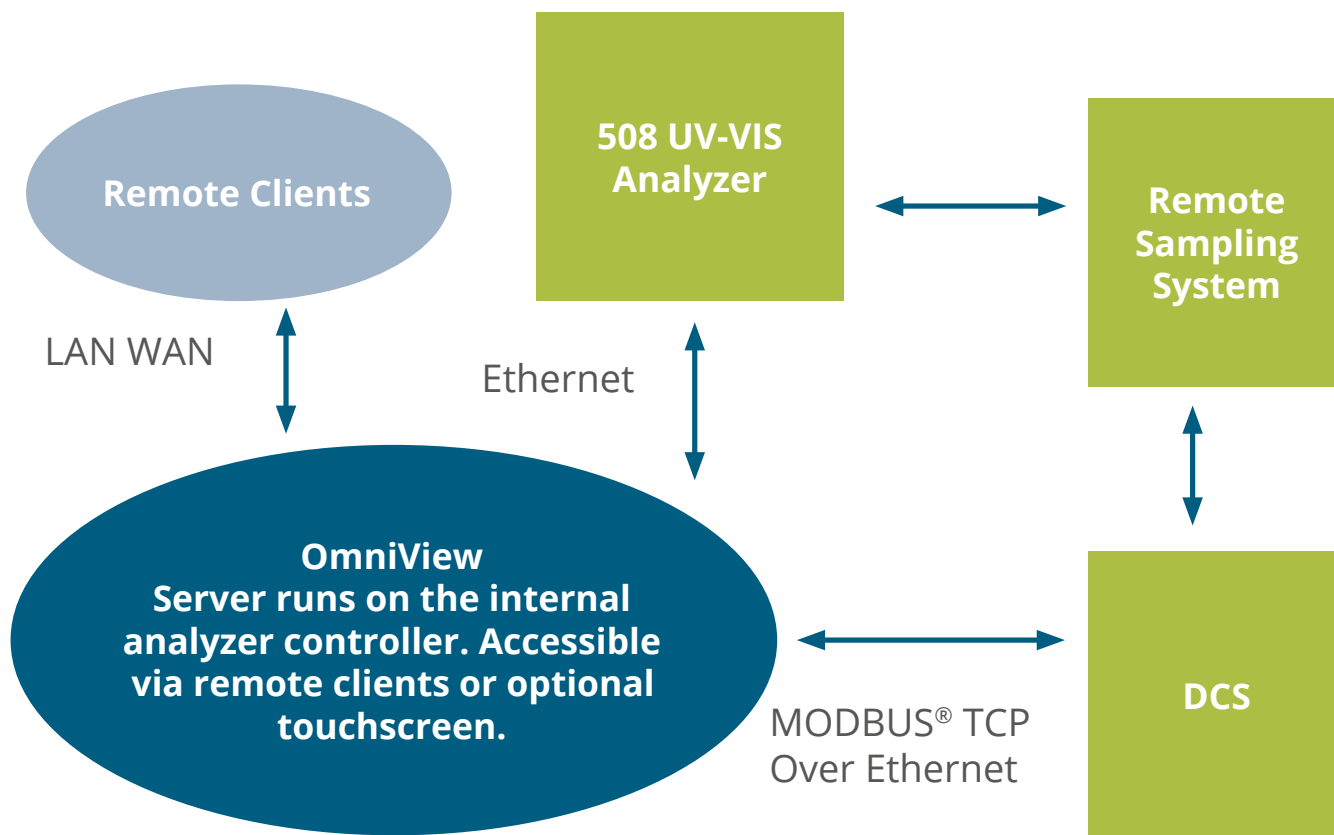 Remote Clients
508 UV-VIS
Analyzer
Remote
Sampling
System
LAN WAN
Ethernet
OmniView
Server runs on the internal
analyzer controller. Accessible
via remote clients or optional
touchscreen.
MODBUS® TCP
Over Ethernet
DCS